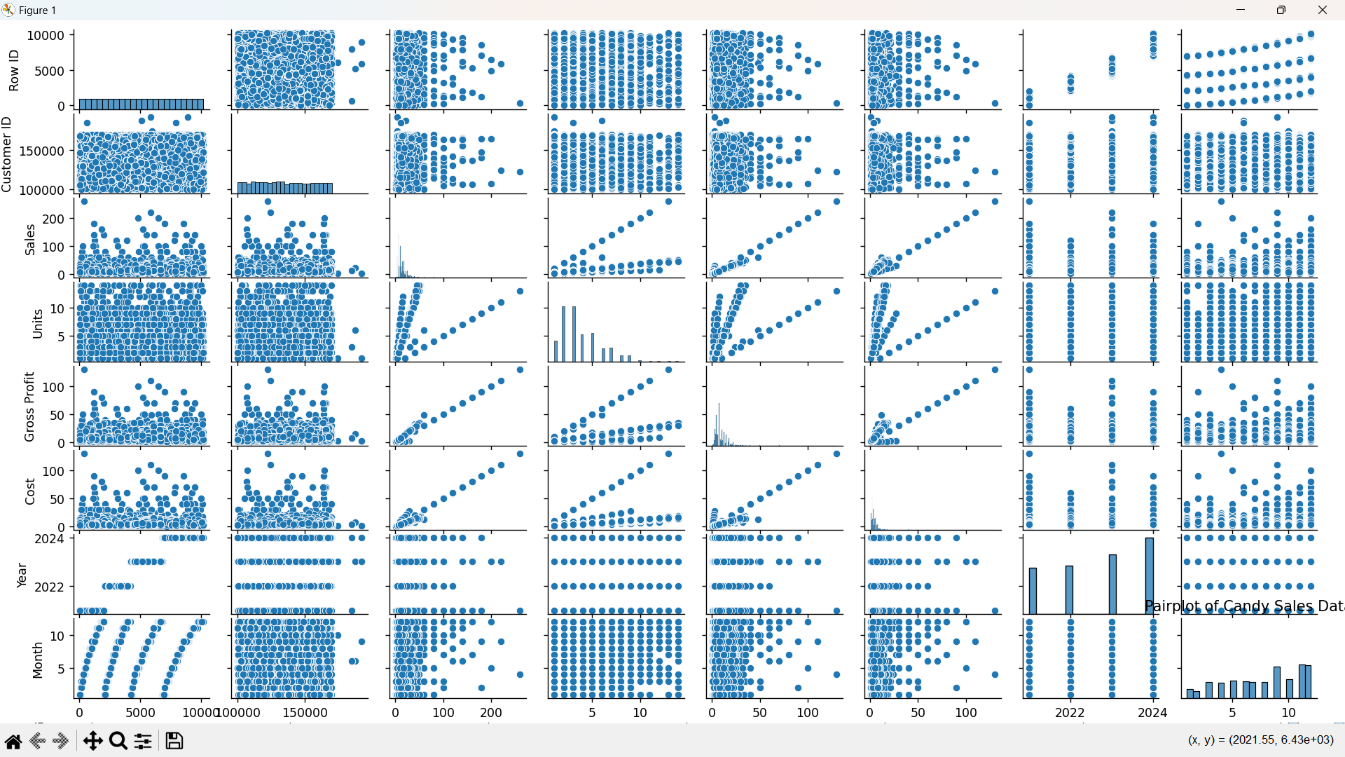 Figure 1
10000
5000
0
Row ID
150000
100000
Customer ID
200
100
0
Sales
10
5
Units
100
50
0
Gross Profit
100
50
0
Cost
2024
2022
Year
Pairplot of Candy Sales Dat
10
5
Month
0 5000 10000 100000 150000 0 100 200 5 10 0 50 100 0 50 100 2022 2024 5 10
(x, y) = (2021.55, 6.43e+03)